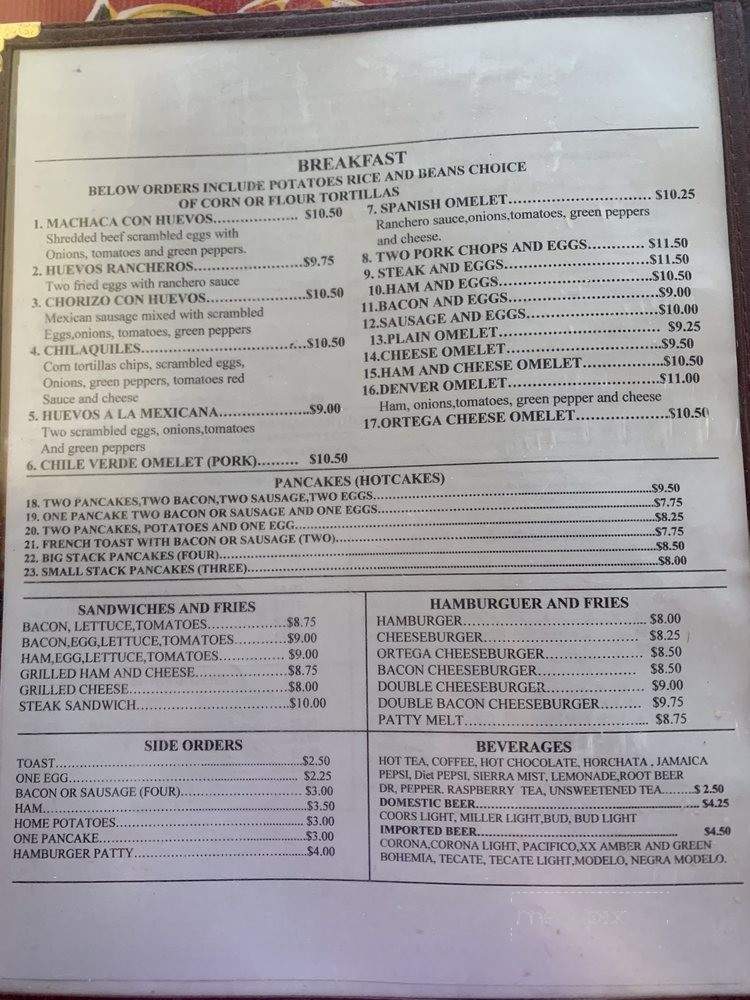 BREAKFAST
BELOW ORDERS INCLUDE POTATOES RICE AND BEANS CHOICE
OF CORN OR FLOUR TORTILLAS
1. MACHACA CON HUEVOS.................. $10.50
Shredded beef scrambled eggs with
Onions, tomatoes and green peppers.
2. HUEVOS RANCHEROS........................$9.75
Two fried eggs with ranchero sauce
3. CHORIZO CON HUEVOS......................$10.50
Mexican sausage mixed with scrambled
Eggs,onions, tomatoes, green peppers
4. CHILAQUILES..................................$10.50
Corn tortillas chips, scrambled eggs,
Onions, green peppers, tomatoes red
Sauce and cheese
5. HUEVOS A LA MEXICANA....................$9.00
Two scrambled eggs, onions,tomatoes
And green peppers
6. CHILE VERDE OMELET (PORK)......... $10.50
7. SPANISH OMELET............................... $10.25
Ranchero sauce,onions,tomatoes, green peppers
and cheese.
8. TWO PORK CHOPS AND EGGS............ $11.50
9. STEAK AND EGGS...............................$11.50
10.HAM AND EGGS.................................$10.50
11.BACON AND EGGS................................$9.00
12.SAUSAGE AND EGGS............................$10.00
13.PLAIN OMELET................................... $9.25
14.CHEESE OMELET.................................$9.50
15.HAM AND CHEESE OMELET..................$10.50
16.DENVER OMELET................................$11.00
Ham, onions,tomatoes, green pepper and cheese
17.ORTEGA CHEESE OMELET....................$10.50
PANCAKES (HOTCAKES)
18. TWO PANCAKES,TWO BACON,TWO SAUSAGE,TWO EGGS..................................................$9.50
19. ONE PANCAKE TWO BACON OR SAUSAGE AND ONE EGGS..................................................$7.75
20. TWO PANCAKES, POTATOES AND ONE EGG..................................................$8.25
21. FRENCH TOAST WITH BACON OR SAUSAGE (TWO)..................................................$7.75
22. BIG STACK PANCAKES (FOUR)..................................................$8.50
23. SMALL STACK PANCAKES (THREE)..................................................$8.00
SANDWICHES AND FRIES
BACON, LETTUCE,TOMATOES.................$8.75
BACON,EGG,LETTUCE,TOMATOES............$9.00
HAM,EGG,LETTUCE,TOMATOES.............. $9.00
GRILLED HAM AND CHEESE....................$8.75
GRILLED CHEESE..................................$8.00
STEAK SANDWICH.................................$10.00
HAMBURGUER AND FRIES
HAMBURGER....................................... $8.00
CHEESEBURGER................................... $8.25
ORTEGA CHEESEBURGER..................... $8.50
BACON CHEESEBURGER...................... $8.50
DOUBLE CHEESEBURGER..................... $9.00
DOUBLE BACON CHEESEBURGER......... $9.75
PATTY MELT....................................... $8.75
SIDE ORDERS
TOAST.....................................................$2.50
ONE EGG.................................................$2.25
BACON OR SAUSAGE (FOUR)........................ $3.00
HAM........................................................$3.50
HOME POTATOES....................................... $3.00
ONE PANCAKE...........................................$3.00
HAMBURGER PATTY....................................$4.00
BEVERAGES
HOT TEA, COFFEE, HOT CHOCOLATE, HORCHATA , JAMAICA
PEPSI, Diet PEPSI, SIERRA MIST, LEMONADE,ROOT BEER
DR, PEPPER. RASPBERRY TEA, UNSWEETENED TEA........$ 2.50
DOMESTIC BEER.................................................. $4.25
COORS LIGHT, MILLER LIGHT,BUD, BUD LIGHT
IMPORTED BEER.................................................. $4.50
CORONA,CORONA LIGHT, PACIFICO,XX AMBER AND GREEN
BOHEMIA, TECATE, TECATE LIGHT,MODELO, NEGRA MODELO.